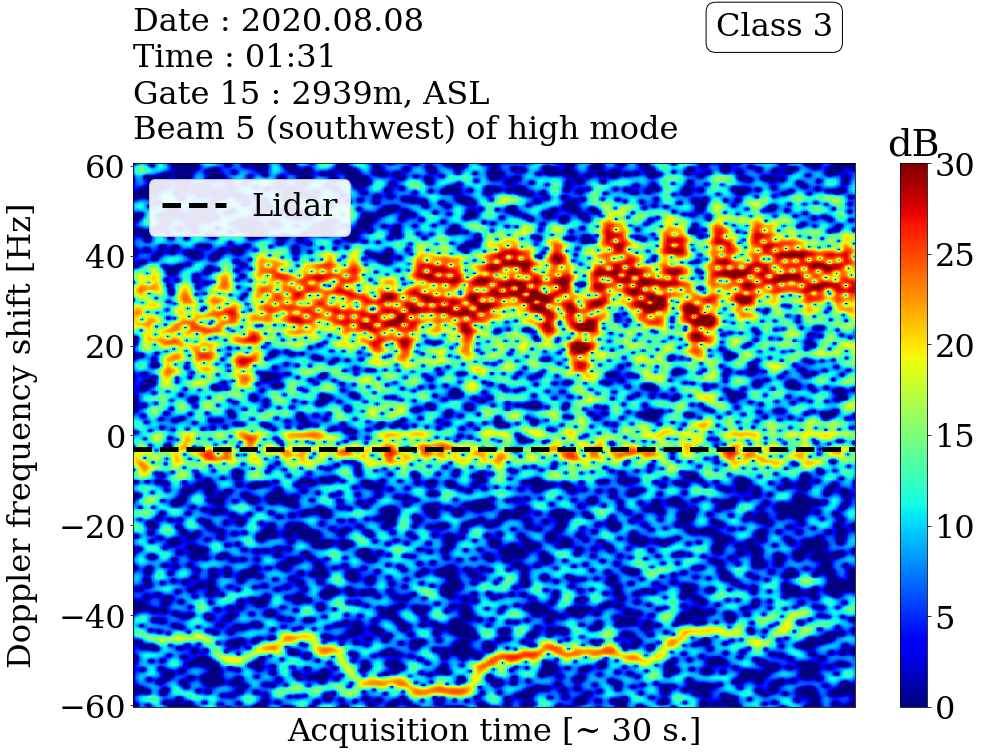 Date : 2020.08.08
Class 3
Time : 01:31
Gate 15 : 2939m, ASL
Beam 5 (southwest) of high mode
dB
Lidar
60
40
20
0
−20
−40
−60
Doppler frequency shift [Hz]
Acquisition time [~ 30 s.]
30
25
20
15
10
5
0